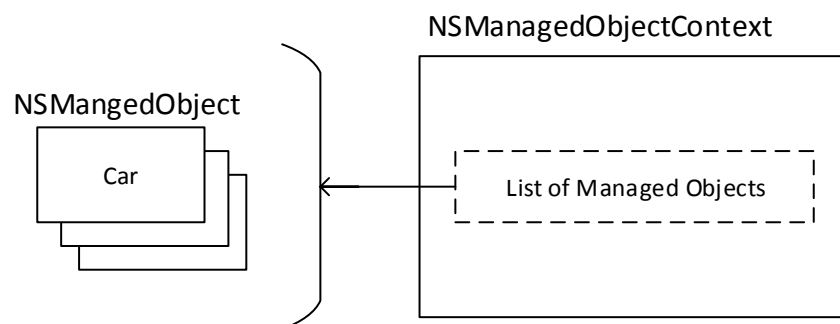 NSManagedObjectContext
NSMangedObject
Car
List of Managed Objects